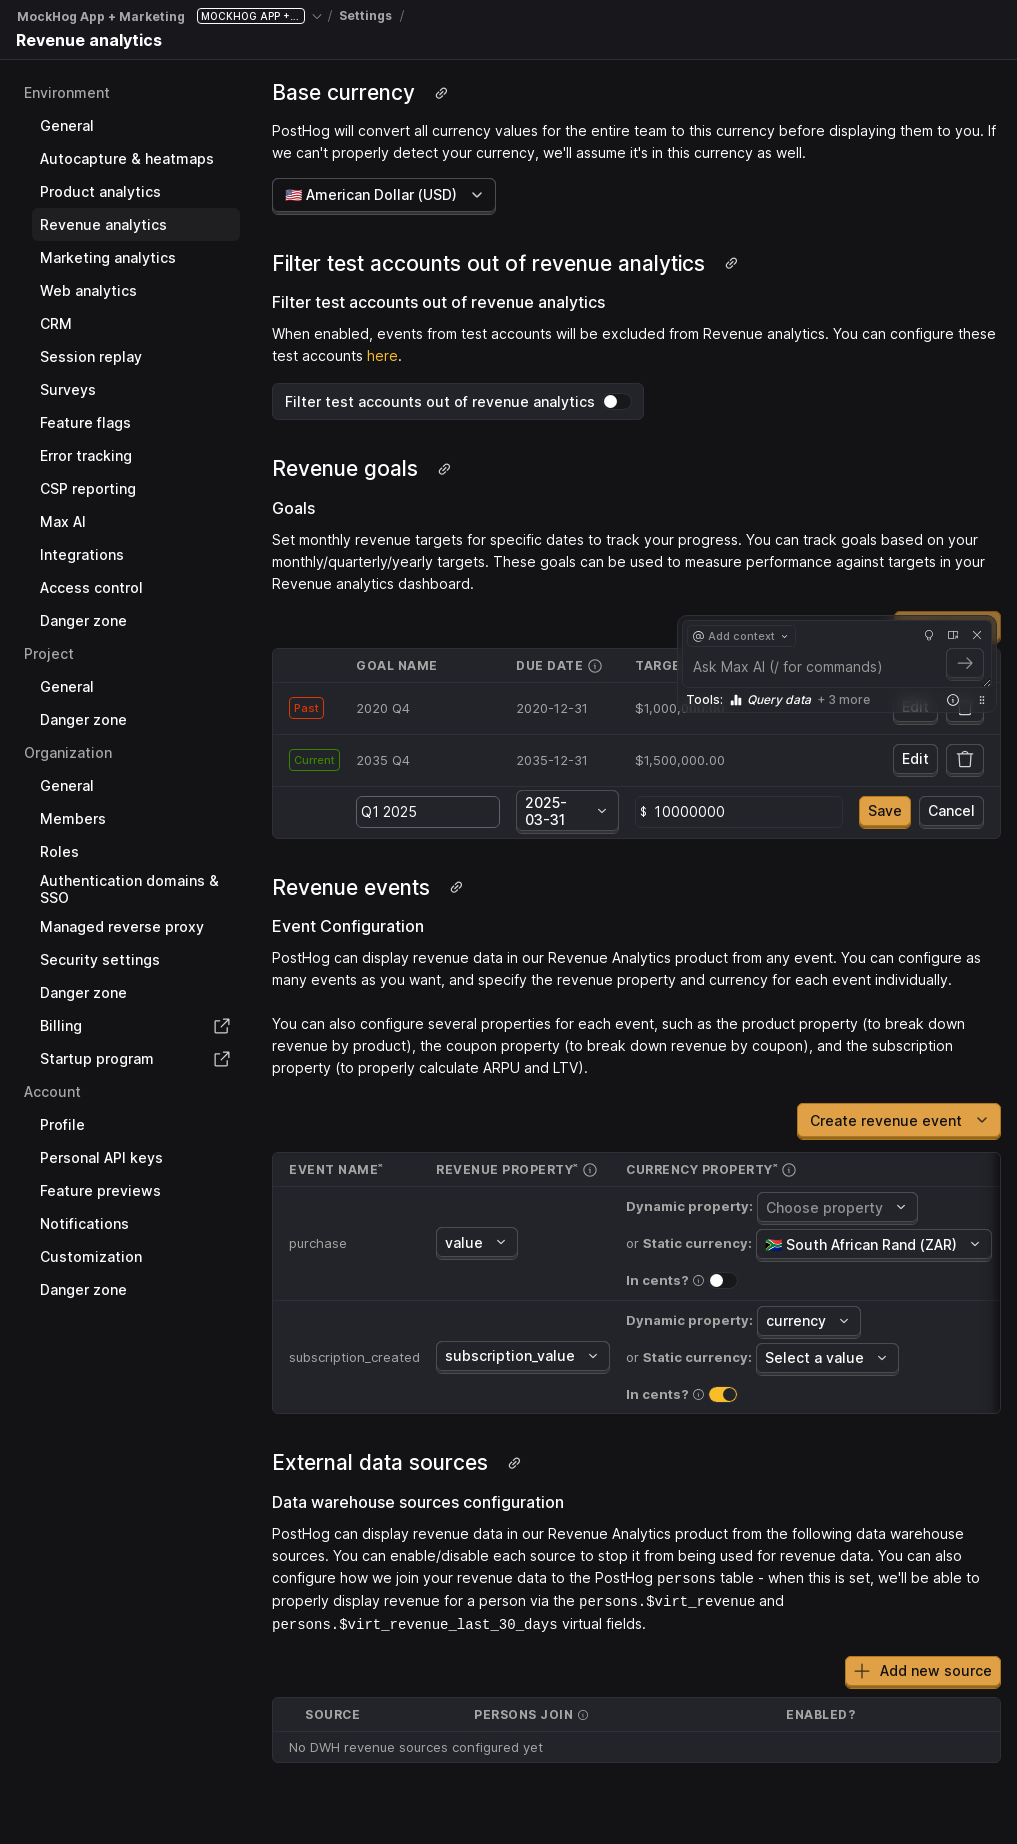 MockHog App + Marketing MOCKHOG APP +... / Settings /
Revenue analytics
Environment
General
Autocapture & heatmaps
Product analytics
Revenue analytics
Marketing analytics
Web analytics
CRM
Session replay
Surveys
Feature flags
Error tracking
CSP reporting
Max AI
Integrations
Access control
Danger zone
Project
General
Danger zone
Organization
General
Members
Roles
Authentication domains &
SSO
Managed reverse proxy
Security settings
Danger zone
Billing
Startup program
Account
Profile
Personal API keys
Feature previews
Notifications
Customization
Danger zone
Base currency
PostHog will convert all currency values for the entire team to this currency before displaying them to you. If
we can't properly detect your currency, we'll assume it's in this currency as well.
🇺🇸 American Dollar (USD)
Filter test accounts out of revenue analytics
Filter test accounts out of revenue analytics
When enabled, events from test accounts will be excluded from Revenue analytics. You can configure these
test accounts here.
Filter test accounts out of revenue analytics
Revenue goals
Goals
Set monthly revenue targets for specific dates to track your progress. You can track goals based on your
monthly/quarterly/yearly targets. These goals can be used to measure performance against targets in your
Revenue analytics dashboard.
@ Add context
Ask Max AI (/ for commands)
Tools: Query data + 3 more
GOAL NAME DUE DATE
Past 2020 Q4 2020-12-31 Edit
Current 2035 Q4 2035-12-31 $1,500,000.00 Edit
Q1 2025 2025-
03-31 $ 10000000 Save Cancel
Revenue events
Event Configuration
PostHog can display revenue data in our Revenue Analytics product from any event. You can configure as
many events as you want, and specify the revenue property and currency for each event individually.
You can also configure several properties for each event, such as the product property (to break down
revenue by product), the coupon property (to break down revenue by coupon), and the subscription
property (to properly calculate ARPU and LTV).
Create revenue event
EVENT NAME* REVENUE PROPERTY* CURRENCY PROPERTY*
Dynamic property: Choose property
purchase value or Static currency: 🇿🇦 South African Rand (ZAR)
In cents?
Dynamic property: currency
subscription_created subscription_value or Static currency: Select a value
In cents?
External data sources
Data warehouse sources configuration
PostHog can display revenue data in our Revenue Analytics product from the following data warehouse
sources. You can enable/disable each source to stop it from being used for revenue data. You can also
configure how we join your revenue data to the PostHog persons table - when this is set, we'll be able to
properly display revenue for a person via the persons.$virt_revenue and
persons.$virt_revenue_last_30_days virtual fields.
Add new source
SOURCE PERSONS JOIN ENABLED?
No DWH revenue sources configured yet